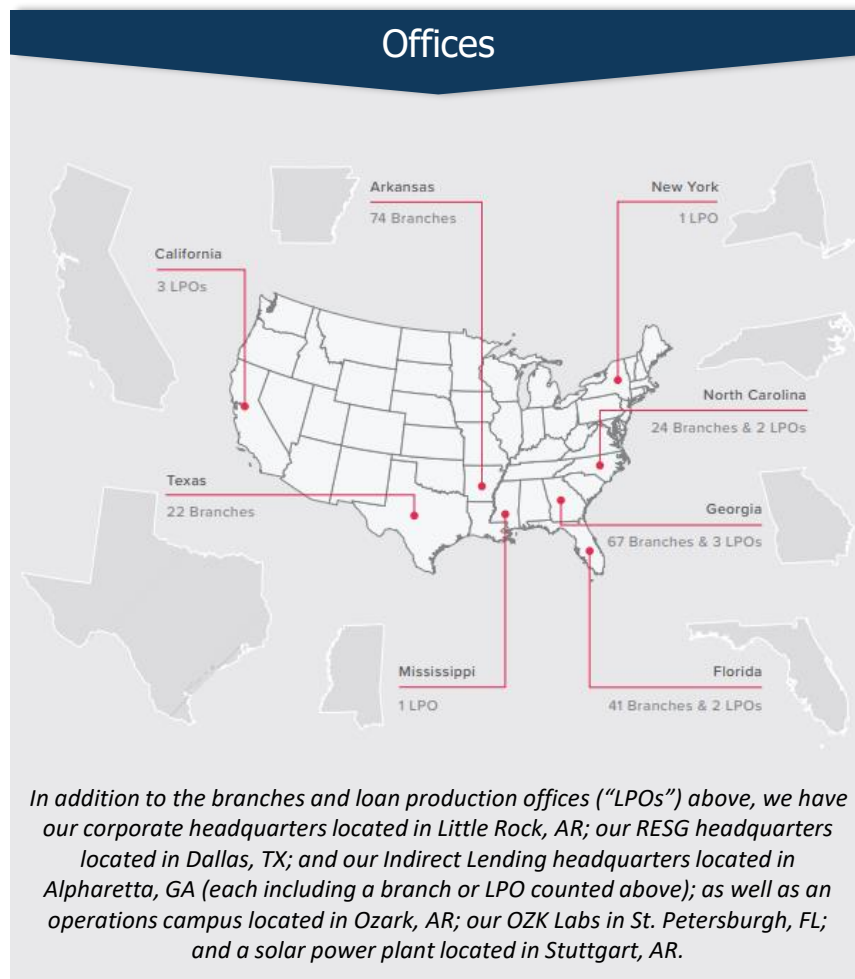 Offices
Arkansas
74 Branches
New York
1 LPO
California
3 LPOs
North Carolina
24 Branches & 2 LPOs
Texas
22 Branches
Georgia
67 Branches & 3 LPOs
Mississippi
1 LPO
Florida
41 Branches & 2 LPOs
In addition to the branches and loan production offices (“LPOs”) above, we have
our corporate headquarters located in Little Rock, AR; our RESG headquarters
located in Dallas, TX; and our Indirect Lending headquarters located in
Alpharetta, GA (each including a branch or LPO counted above); as well as an
operations campus located in Ozark, AR; our OZK Labs in St. Petersburgh, FL;
and a solar power plant located in Stuttgart, AR.